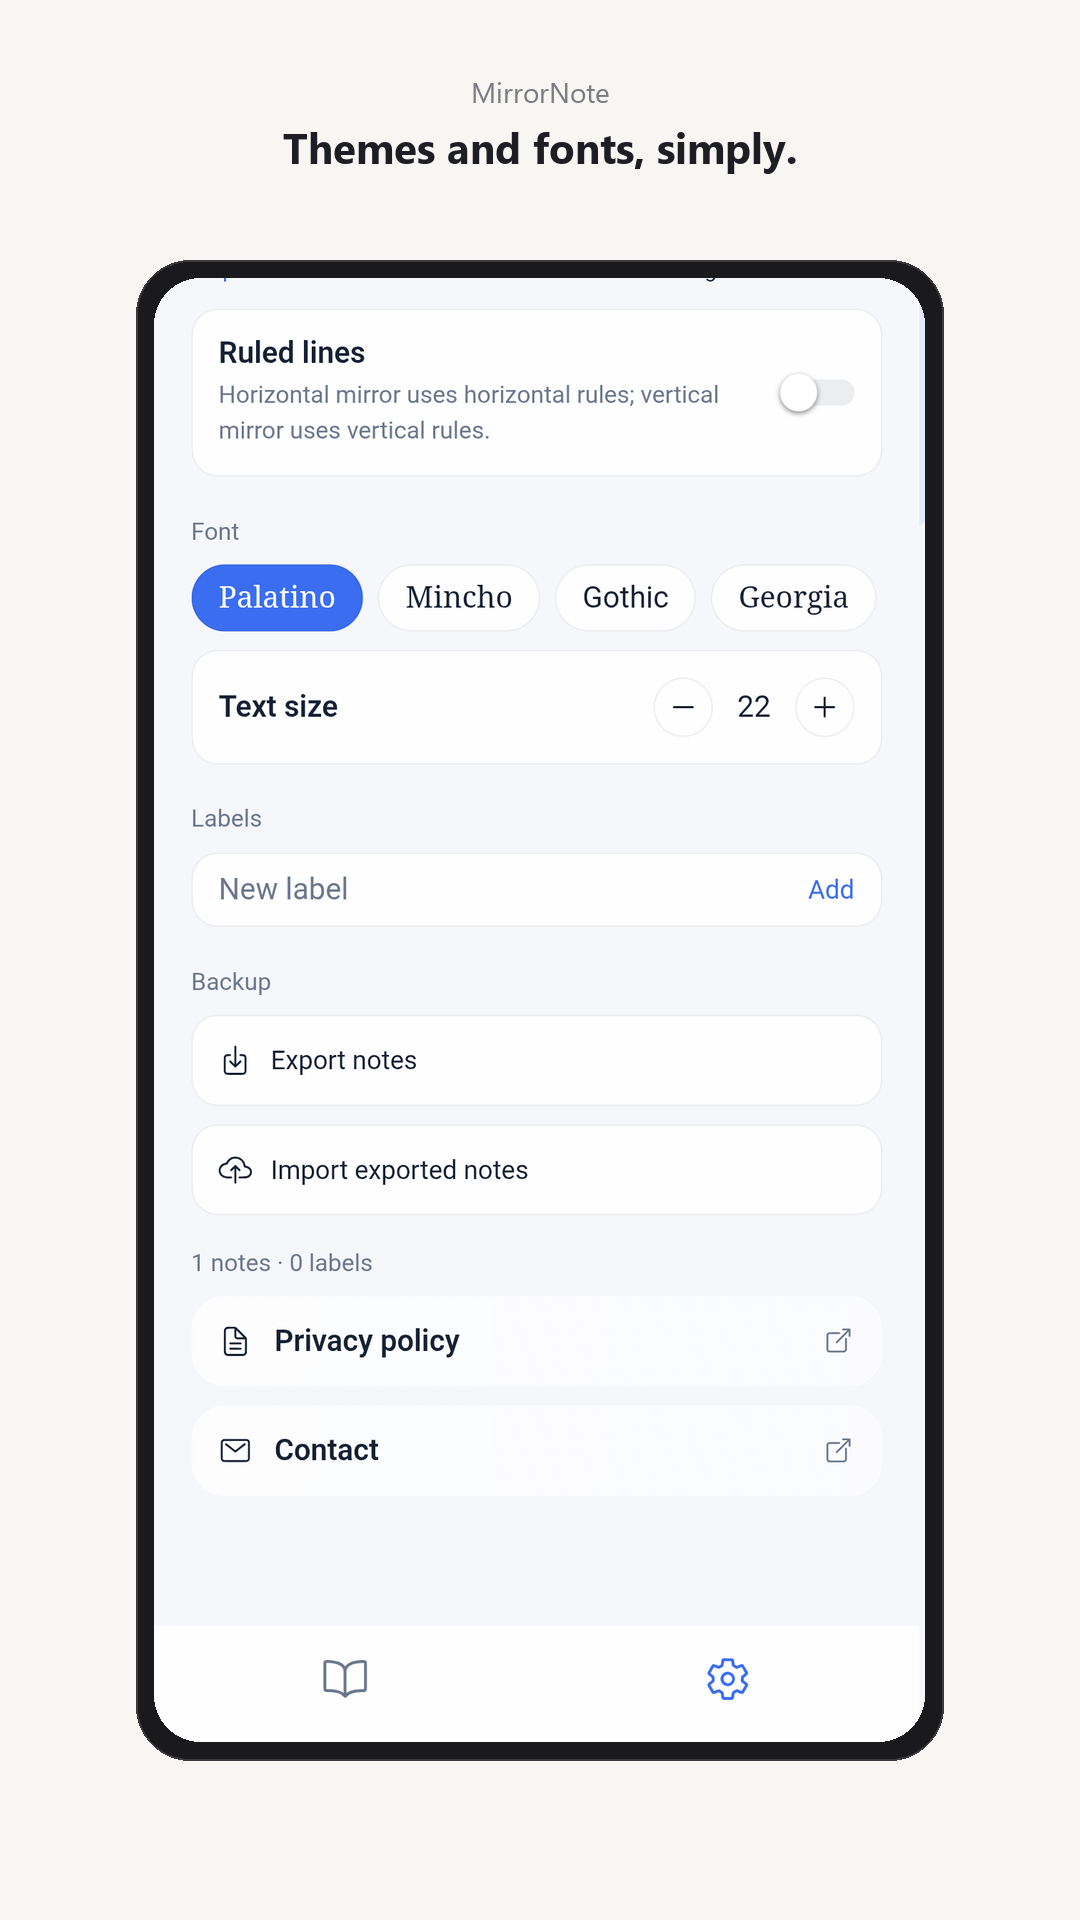 MirrorNote
Themes and fonts, simply.
Ruled lines
Horizontal mirror uses horizontal rules; vertical
mirror uses vertical rules.
Font
Palatino Mincho Gothic Georgia
Text size 22
Labels
New label Add
Backup
Export notes
Import exported notes
1 notes · 0 labels
Privacy policy
Contact